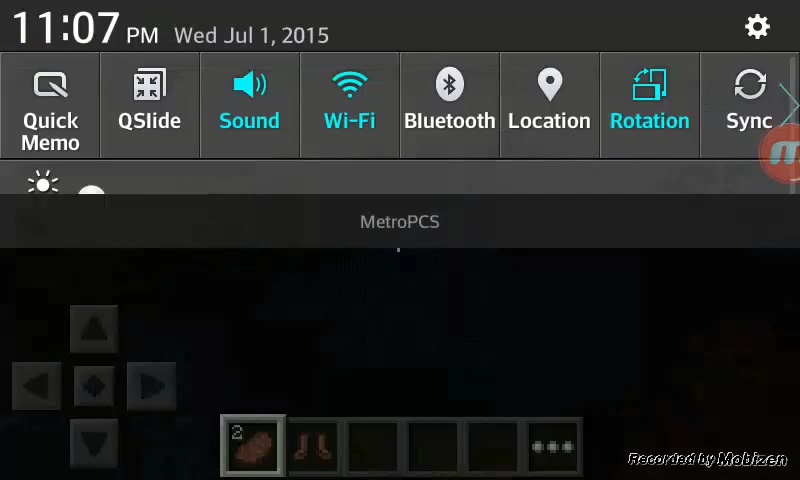 11:07 PM Wed Jul 1, 2015
Quick Memo
QSlide
Sound
Wi-Fi
Bluetooth
Location
Rotation
Sync
MetroPCS
2
Recorded by Mobizen